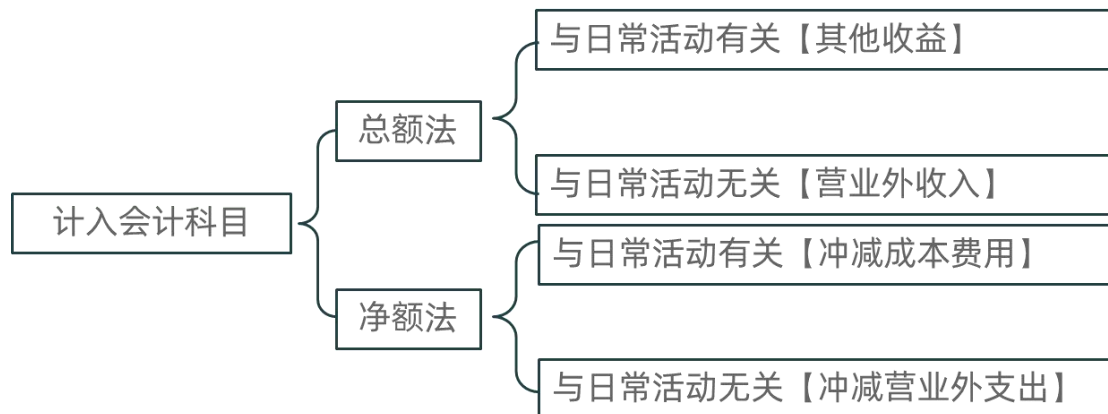 与日常活动有关【其他收益】
总额法
与日常活动无关【营业外收入】
计入会计科目
与日常活动有关【冲减成本费用】
净额法
与日常活动无关【冲减营业外支出】